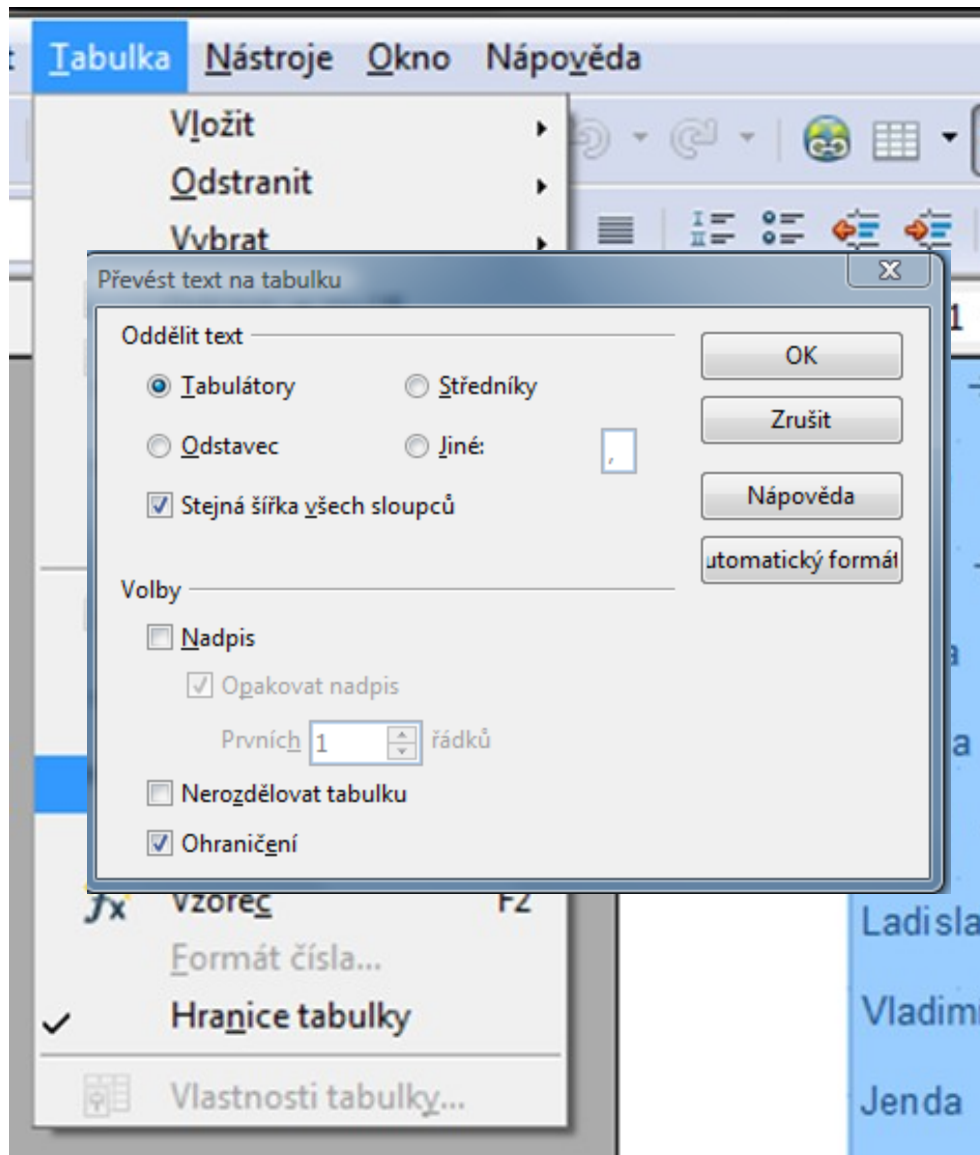 Tabulka Nástroje Okno Nápověda
Vložit
Odstranit
Vybrat
Převést text na tabulku
1
Oddělit text
OK
Tabulátory Středníky
Zrušit
Odstavec Jiné: ,
Nápověda
Stejná šířka všech sloupců
utomatický formát
Volby
Nadpis
Opakovat nadpis
Prvních 1 řádků
a
Nerozdělovat tabulku
Ohraničení
Vzorec F2
Ladisla
Formát čísla...
Hranice tabulky
Vladim
Vlastnosti tabulky...
Jenda